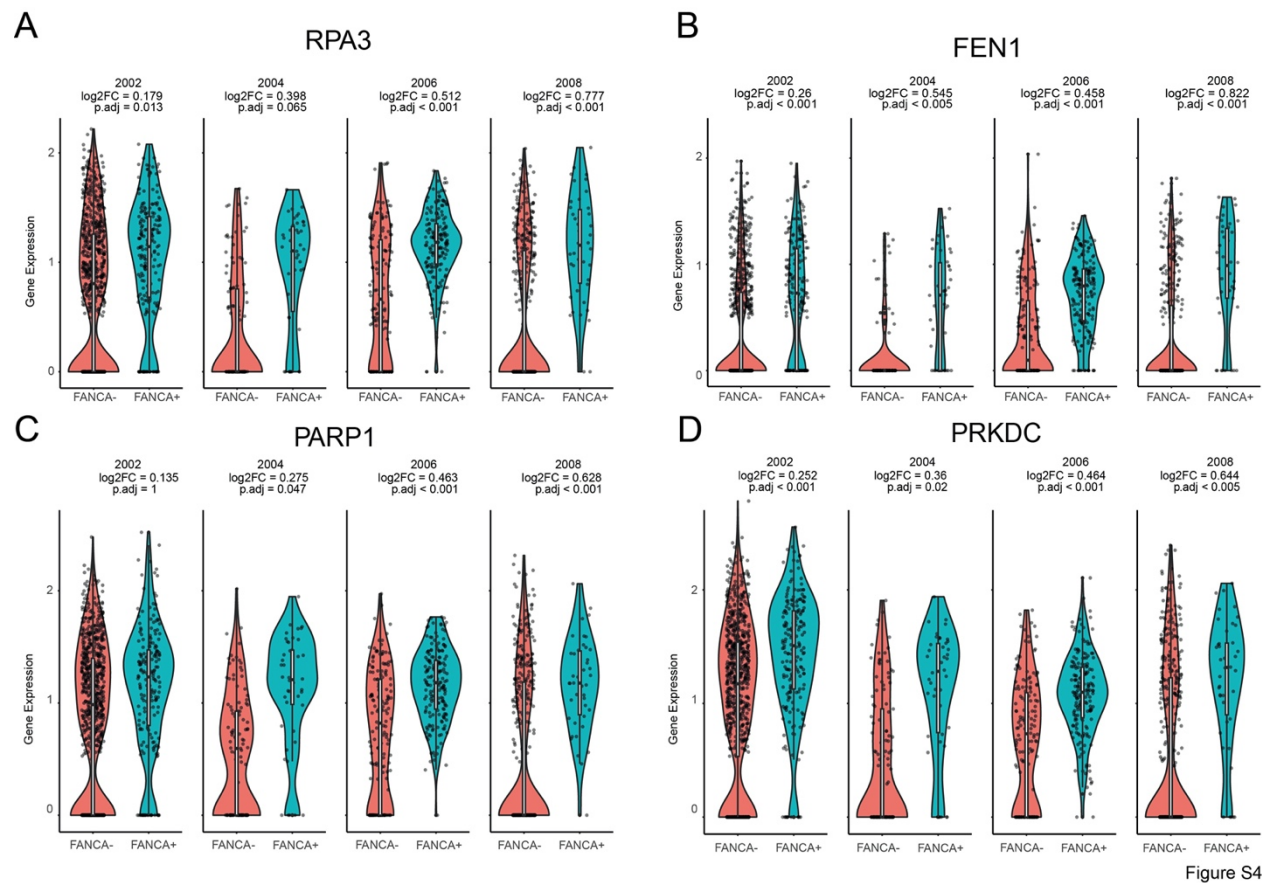 A
RPA3
2002
log2FC = 0.179
p.adj = 0.013
2004
log2FC = 0.398
p.adj = 0.065
2006
log2FC = 0.512
p.adj < 0.001
2008
log2FC = 0.777
p.adj < 0.001
Gene Expression
2
1
0
FANCA- FANCA+
FANCA- FANCA+
FANCA- FANCA+
FANCA- FANCA+
B
FEN1
2002
log2FC = 0.26
p.adj < 0.001
2004
log2FC = 0.545
p.adj < 0.005
2006
log2FC = 0.458
p.adj < 0.001
2008
log2FC = 0.822
p.adj < 0.001
Gene Expression
2
1
0
FANCA- FANCA+
FANCA- FANCA+
FANCA- FANCA+
FANCA- FANCA+
C
PARP1
2002
log2FC = 0.135
p.adj = 1
2004
log2FC = 0.275
p.adj = 0.047
2006
log2FC = 0.463
p.adj < 0.001
2008
log2FC = 0.628
p.adj < 0.001
Gene Expression
2
1
0
FANCA- FANCA+
FANCA- FANCA+
FANCA- FANCA+
FANCA- FANCA+
D
PRKDC
2002
log2FC = 0.252
p.adj < 0.001
2004
log2FC = 0.36
p.adj = 0.02
2006
log2FC = 0.464
p.adj < 0.001
2008
log2FC = 0.644
p.adj < 0.005
Gene Expression
2
1
0
FANCA- FANCA+
FANCA- FANCA+
FANCA- FANCA+
FANCA- FANCA+
Figure S4